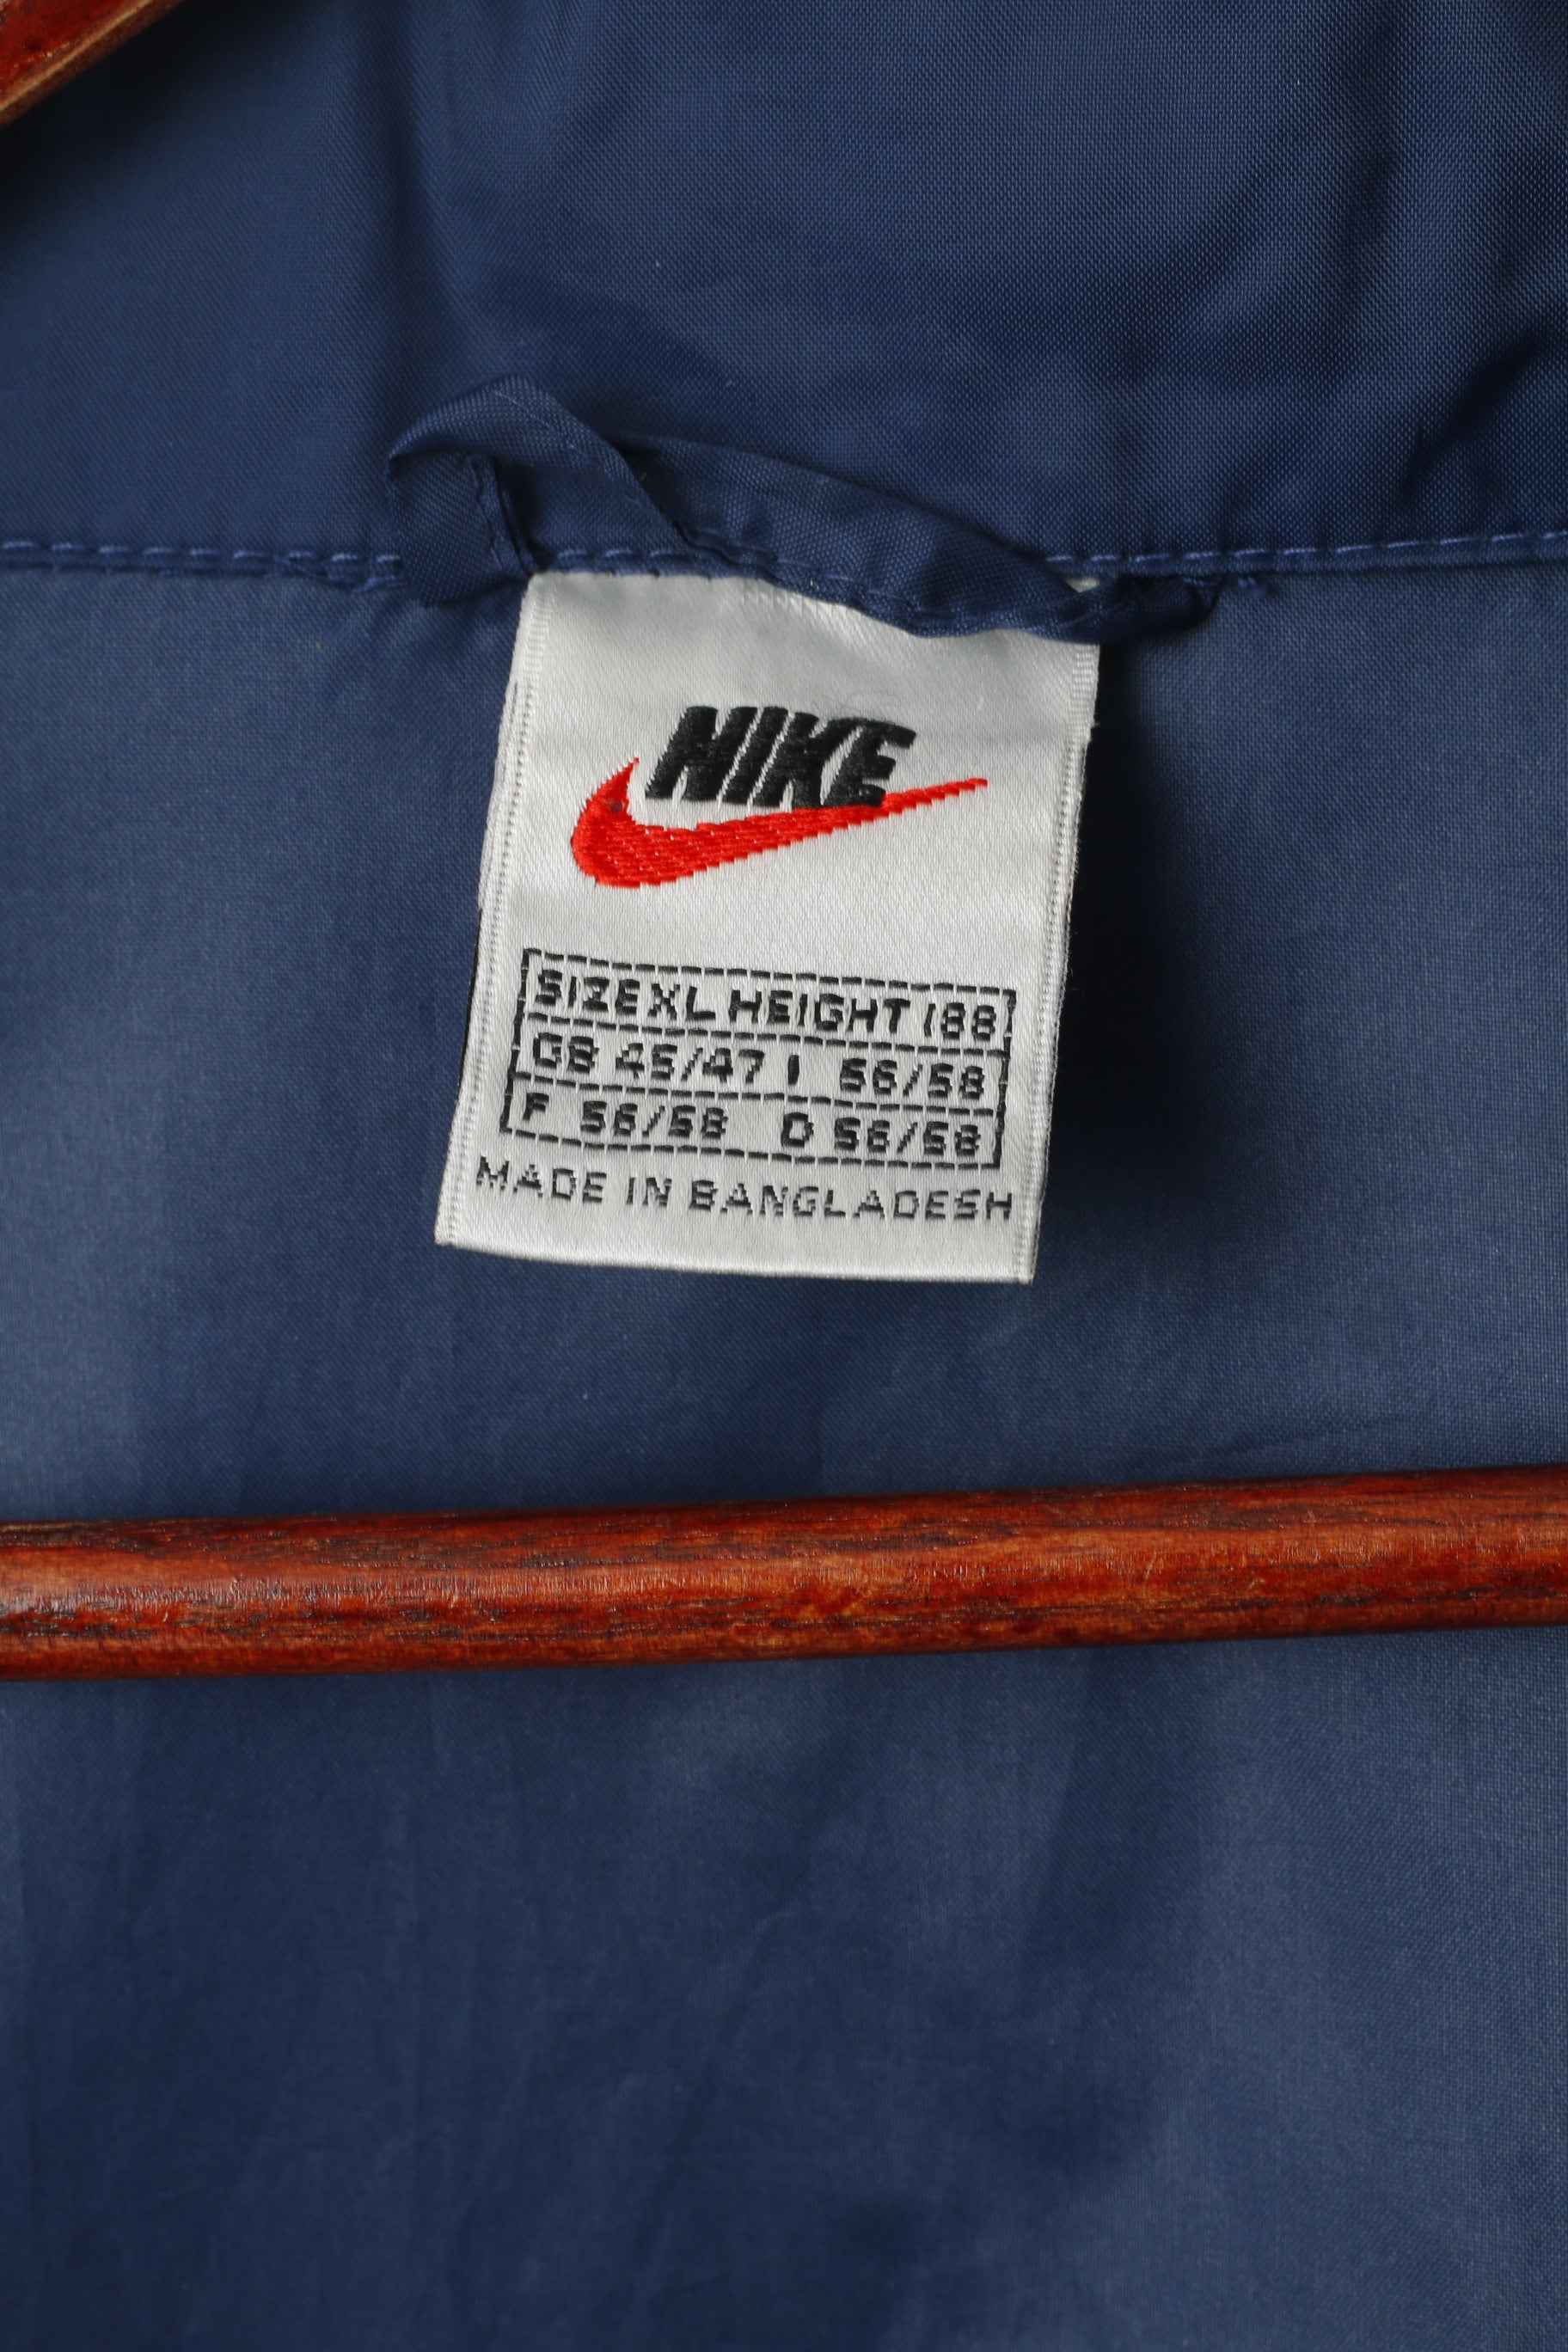 NIKE
SIZE XL HEIGHT 188
GB 45/47 I 56/58
F 56/58 D 56/58
MADE IN BANGLADESH